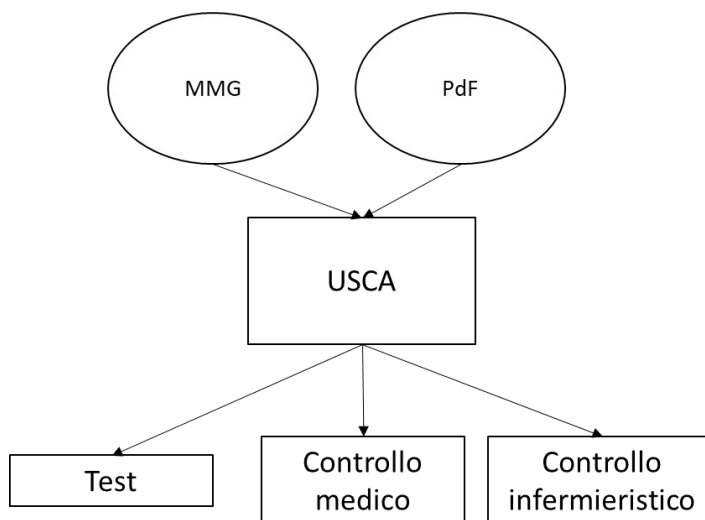 MMG
PdF
USCA
Test
Controllo
medico
Controllo
infermieristico